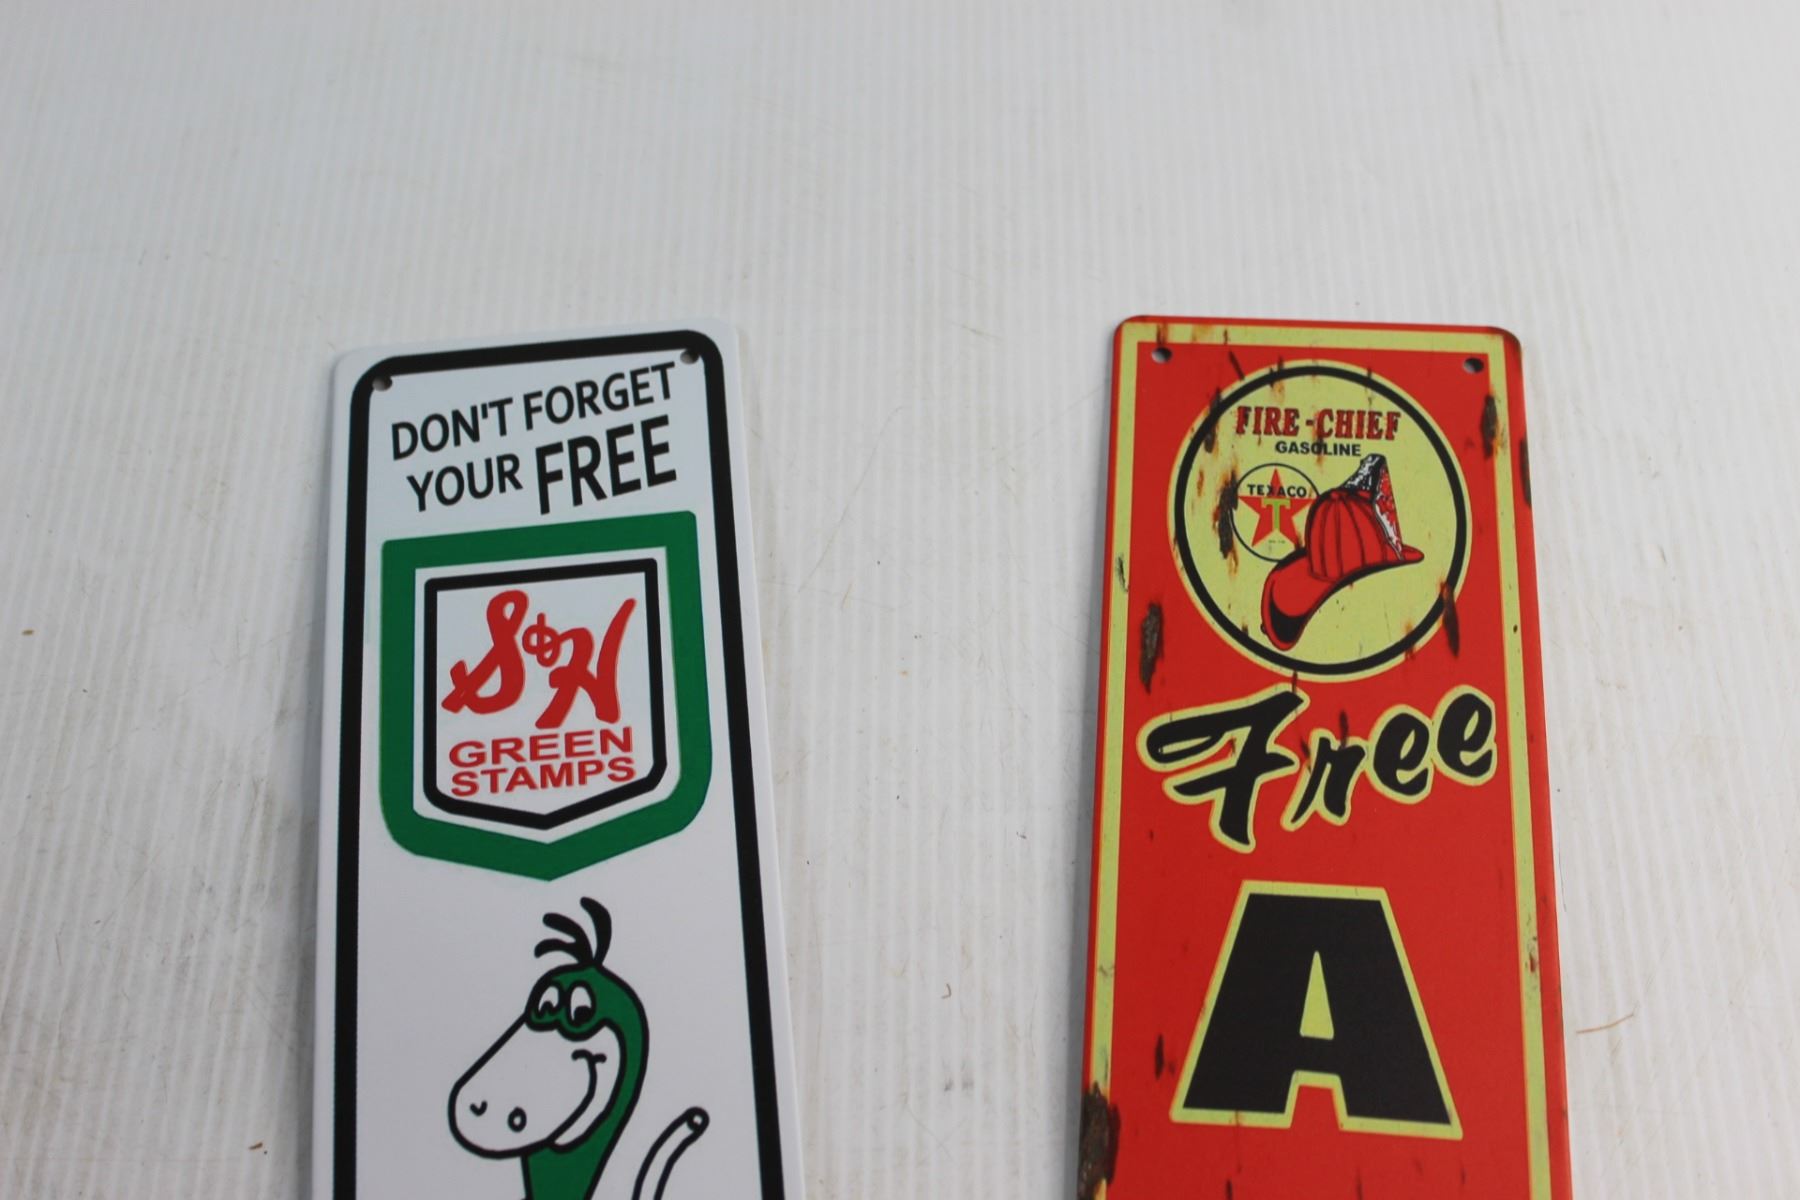 DON'T FORGET
YOUR FREE
S&H
GREEN
STAMPS
FIRE-CHIEF
GASOLINE
TEXACO
T
Free
A